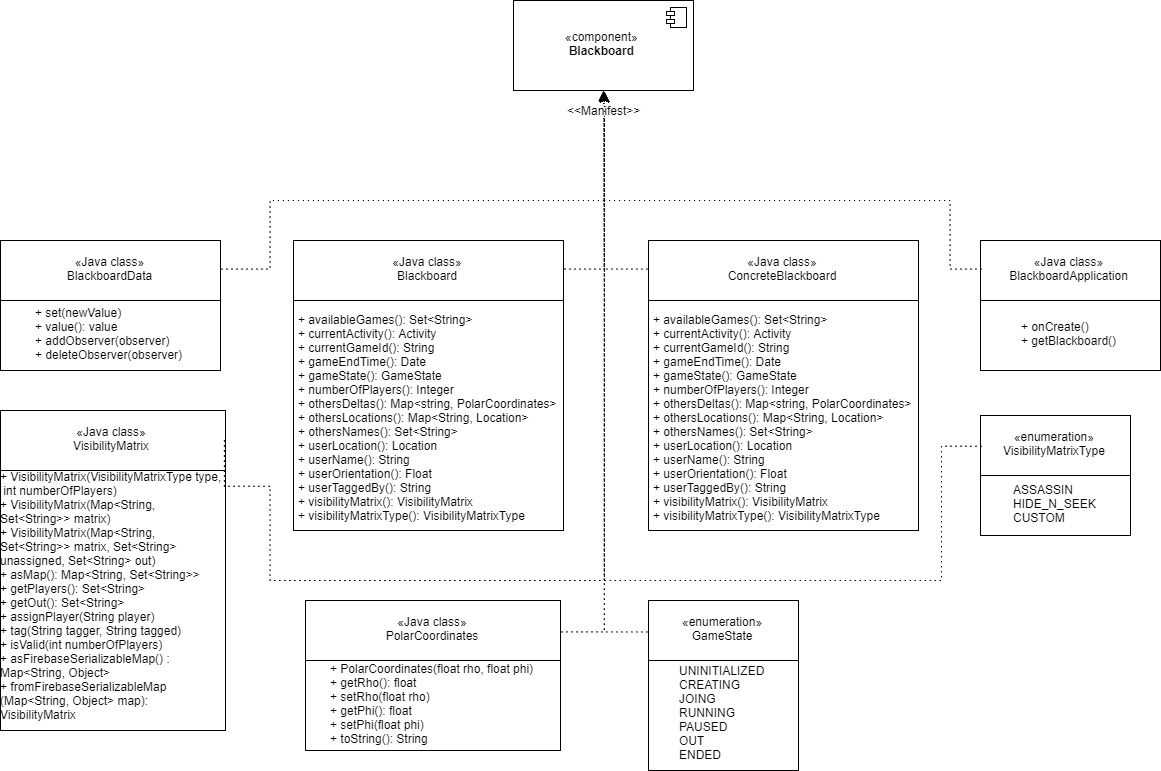 «component»
Blackboard
<<Manifest>>
«Java class»
BlackboardData
+ set(newValue)
+ value(): value
+ addObserver(observer)
+ deleteObserver(observer)
«Java class»
Blackboard
+ availableGames(): Set<String>
+ currentActivity(): Activity
+ currentGameId(): String
+ gameEndTime(): Date
+ gameState(): GameState
+ numberOfPlayers(): Integer
+ othersDeltas(): Map<string, PolarCoordinates>
+ othersLocations(): Map<String, Location>
+ othersNames(): Set<String>
+ userLocation(): Location
+ userName(): String
+ userOrientation(): Float
+ userTaggedBy(): String
+ visibilityMatrix(): VisibilityMatrix
+ visibilityMatrixType(): VisibilityMatrixType
«Java class»
ConcreteBlackboard
+ availableGames(): Set<String>
+ currentActivity(): Activity
+ currentGameId(): String
+ gameEndTime(): Date
+ gameState(): GameState
+ numberOfPlayers(): Integer
+ othersDeltas(): Map<string, PolarCoordinates>
+ othersLocations(): Map<String, Location>
+ othersNames(): Set<String>
+ userLocation(): Location
+ userName(): String
+ userOrientation(): Float
+ userTaggedBy(): String
+ visibilityMatrix(): VisibilityMatrix
+ visibilityMatrixType(): VisibilityMatrixType
«Java class»
BlackboardApplication
+ onCreate()
+ getBlackboard()
«Java class»
VisibilityMatrix
+ VisibilityMatrix(VisibilityMatrixType type,
int numberOfPlayers)
+ VisibilityMatrix(Map<String,
Set<String>> matrix)
+ VisibilityMatrix(Map<String,
Set<String>> matrix, Set<String>
unassigned, Set<String> out)
+ asMap(): Map<String, Set<String>>
+ getPlayers(): Set<String>
+ getOut(): Set<String>
+ assignPlayer(String player)
+ tag(String tagger, String tagged)
+ isValid(int numberOfPlayers)
+ asFirebaseSerializableMap() :
Map<String, Object>
+ fromFirebaseSerializableMap
(Map<String, Object> map):
VisibilityMatrix
«enumeration»
VisibilityMatrixType
ASSASSIN
HIDE_N_SEEK
CUSTOM
«Java class»
PolarCoordinates
+ PolarCoordinates(float rho, float phi)
+ getRho(): float
+ setRho(float rho)
+ getPhi(): float
+ setPhi(float phi)
+ toString(): String
«enumeration»
GameState
UNINITIALIZED
CREATING
JOING
RUNNING
PAUSED
OUT
ENDED